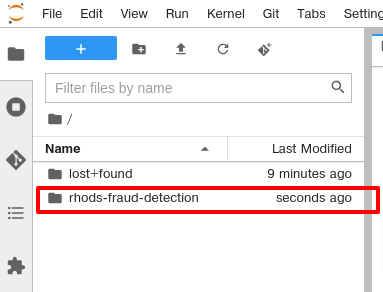 File Edit View Run Kernel Git Tabs
Filter files by name
/
Name Last Modified
lost+found 9 minutes ago
rhods-fraud-detection seconds ago